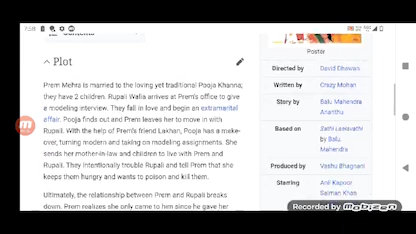 7:58
Plot
Prem Mehra is married to the loving yet traditional Pooja Khanna;
they have 2 children. Rupali Walia arrives at Prem's office to give
a modeling interview. They fall in love and begin an extramarital
affair. Pooja finds out and Prem leaves her to move in with
Rupali. With the help of Prem's friend Lakhan, Pooja has a make-
over, turning modern and taking on modeling assignments. She
sends her mother-in-law and children to live with Prem and
Rupali. They intentionally trouble Rupali and tell Prem that she
keeps them hungry and wants to poison and kill them.
Ultimately, the relationship between Prem and Rupali breaks
down. Prem realizes she only came to him since he gave her
Poster
Directed by David Dhawan
Written by Crazy Mohan
Story by Balu Mahendra
Ananthu
Based on Sathi Leelavathi
by Balu
Mahendra
Produced by Vashu Bhagnani
Starring Anil Kapoor
Salman Khan
Recorded by Mobizen